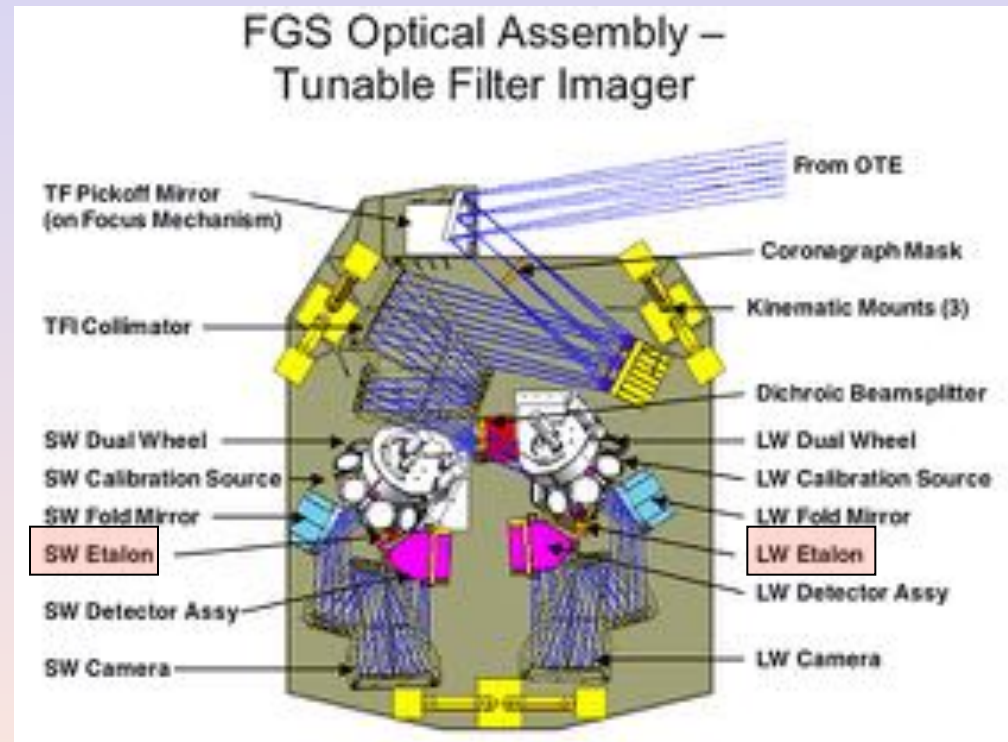 FGS Optical Assembly –
Tunable Filter Imager
From OTE
TF Pickoff Mirror
(on Focus Mechanism)
Coronagraph Mask
Kinematic Mounts (3)
TFI Collimator
Dichroic Beamsplitter
SW Dual Wheel
LW Dual Wheel
SW Calibration Source
LW Calibration Source
SW Fold Mirror
LW Fold Mirror
SW Etalon
LW Etalon
SW Detector Assy
LW Detector Assy
SW Camera
LW Camera